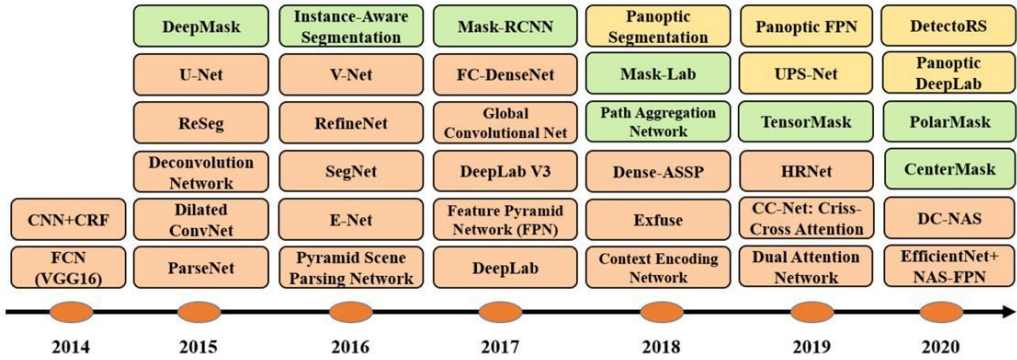 DeepMask
Instance-Aware
Segmentation
Mask-RCNN
Panoptic
Segmentation
Panoptic FPN
DetectoRS
U-Net
V-Net
FC-DenseNet
Mask-Lab
UPS-Net
Panoptic
DeepLab
ReSeg
RefineNet
Global
Convolutional Net
Path Aggregation
Network
TensorMask
PolarMask
Deconvolution
Network
SegNet
DeepLab V3
Dense-ASSP
HRNet
CenterMask
CNN+CRF
Dilated
ConvNet
E-Net
Feature Pyramid
Network (FPN)
Exfuse
CC-Net: Criss-
Cross Attention
DC-NAS
FCN
(VGG16)
ParseNet
Pyramid Scene
Parsing Network
DeepLab
Context Encoding
Network
Dual Attention
Network
EfficientNet+
NAS-FPN
2014
2015
2016
2017
2018
2019
2020